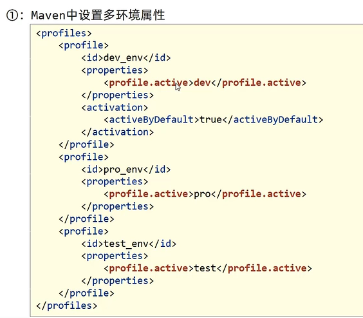 ①：Maven中设置多环境属性
<profiles>
    <profile>
        <id>dev_env</id>
        <properties>
            <profile.active>dev</profile.active>
        </properties>
        <activation>
            <activeByDefault>true</activeByDefault>
        </activation>
    </profile>
    <profile>
        <id>pro_env</id>
        <properties>
            <profile.active>pro</profile.active>
        </properties>
    </profile>
    <profile>
        <id>test_env</id>
        <properties>
            <profile.active>test</profile.active>
        </properties>
    </profile>
</profiles>